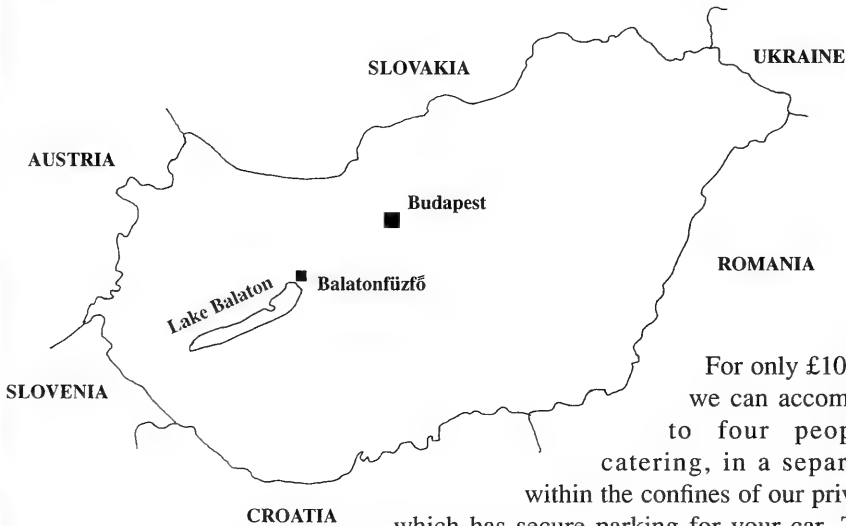 SLOVAKIA
UKRAINE
AUSTRIA
Budapest
ROMANIA
Lake Balaton
Balatonfüzfő
SLOVENIA
CROATIA
For only £10
we can accom
to four peop
catering, in a separ
within the confines of our priv
which has secure parking for your car.